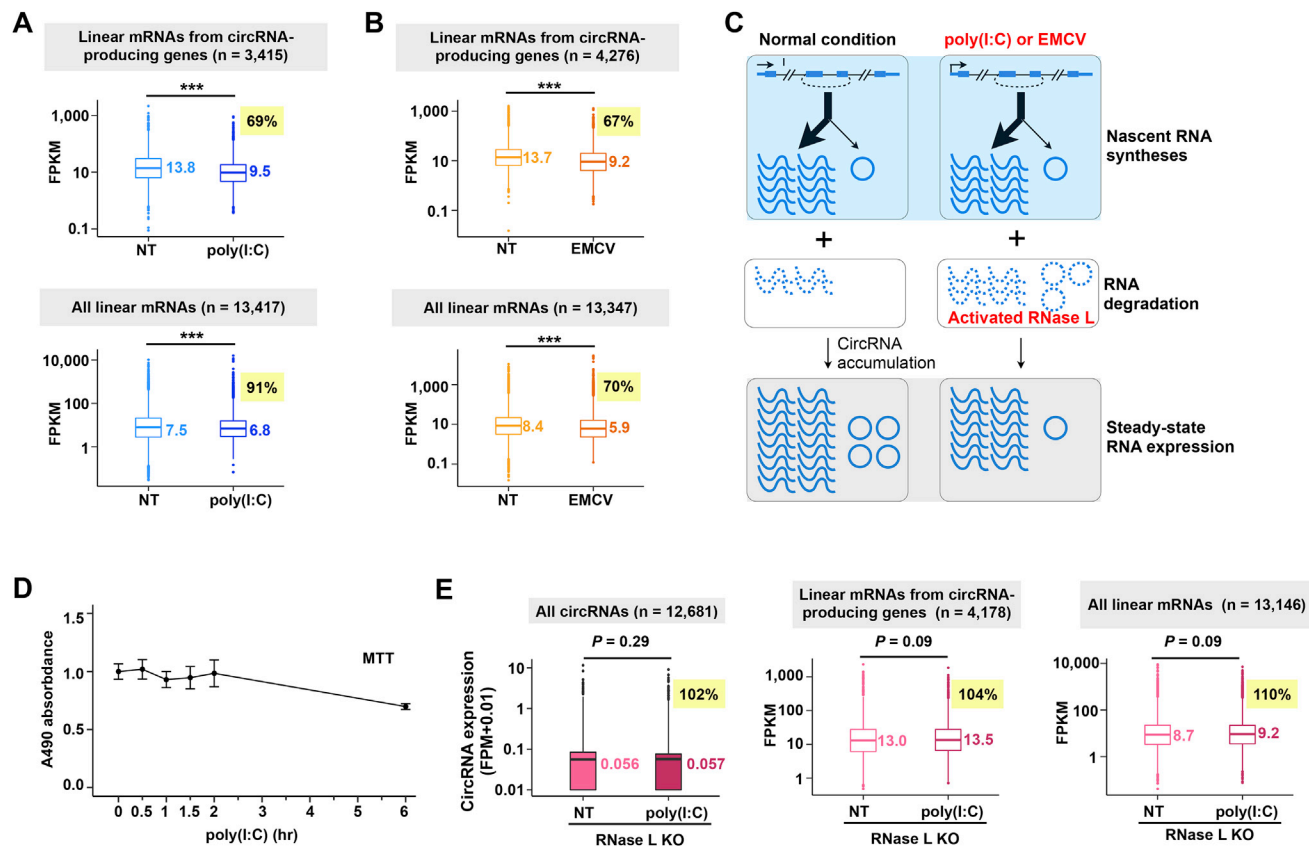 A
Linear mRNAs from circRNA-
producing genes (n = 3,415)
***
69%
1,000
10
0.1
FPKM
13.8
9.5
NT
poly(I:C)
All linear mRNAs (n = 13,417)
***
91%
10,000
100
1
FPKM
7.5
6.8
NT
poly(I:C)
B
Linear mRNAs from circRNA-
producing genes (n = 4,276)
***
67%
1,000
10
0.1
FPKM
13.7
9.2
NT
EMCV
All linear mRNAs (n = 13,347)
***
70%
1,000
10
0.1
FPKM
8.4
5.9
NT
EMCV
C
Normal condition
poly(I:C) or EMCV
Nascent RNA
syntheses
+
+
RNA
degradation
Activated RNase L
CircRNA
accumulation
Steady-state
RNA expression
D
1.5
1.0
0.5
0.0
A490 absorbdance
MTT
0 0.5 1 1.5 2 3 4 5 6
poly(I:C) (hr)
E
All circRNAs (n = 12,681)
P = 0.29
102%
10
1
0.1
0.01
CircRNA expression
(FPM+0.01)
0.056
0.057
NT
poly(I:C)
RNase L KO
Linear mRNAs from circRNA-
producing genes (n = 4,178)
P = 0.09
104%
1,000
100
10
1
FPKM
13.0
13.5
NT
poly(I:C)
RNase L KO
All linear mRNAs (n = 13,146)
P = 0.09
110%
10,000
100
1
FPKM
8.7
9.2
NT
poly(I:C)
RNase L KO